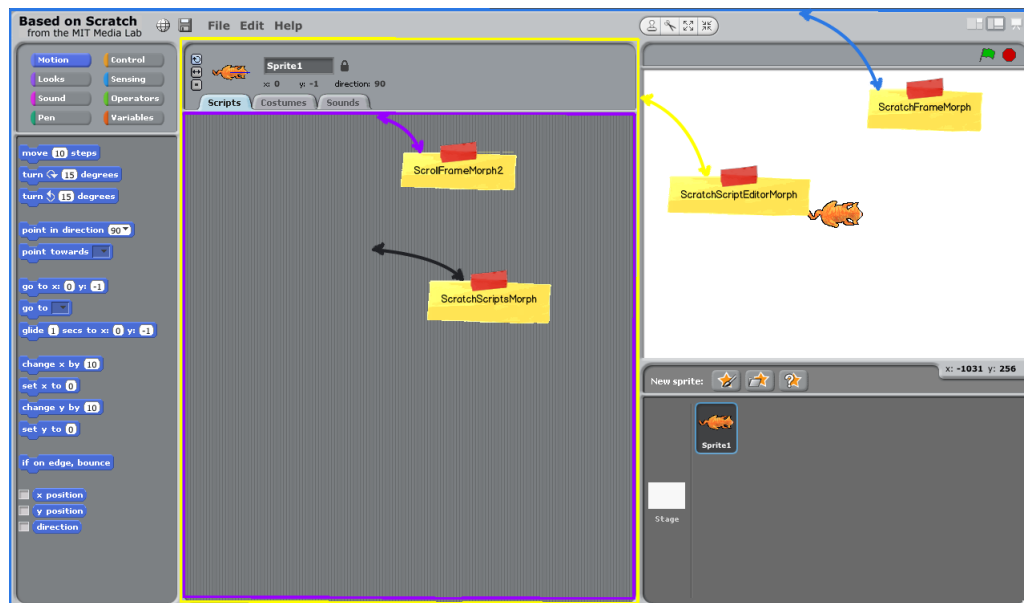 Based on Scratch
from the MIT Media Lab
File Edit Help
Motion Control
Looks Sensing
Sound Operators
Pen Variables
Sprite1
x: 0 y: -1 direction: 90
Scripts Costumes Sounds
move 10 steps
turn 15 degrees
turn 15 degrees
point in direction 90
point towards
go to x: 0 y: -1
go to
glide 1 secs to x: 0 y: -1
change x by 10
set x to 0
change y by 10
set y to 0
if on edge, bounce
x position
y position
direction
ScrollFrameMorph2
ScratchScriptsMorph
ScratchFrameMorph
ScratchScriptEditorMorph
x: -1031 y: 256
New sprite:
Sprite1
Stage